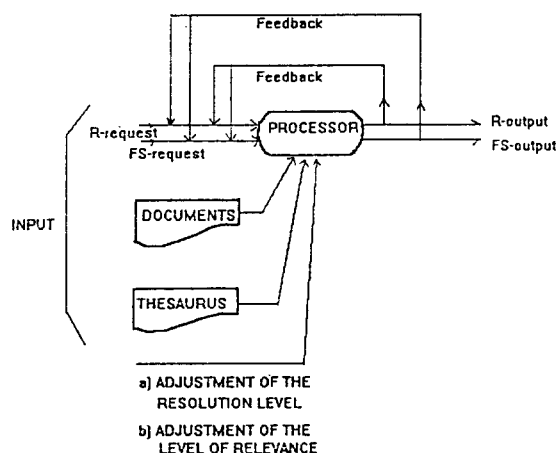 Feedback
Feedback
R-request
FS-request
PROCESSOR
R-output
FS-output
INPUT
DOCUMENTS
THESAURUS
a) ADJUSTMENT OF THE
RESOLUTION LEVEL
b) ADJUSTMENT OF THE
LEVEL OF RELEVANCE